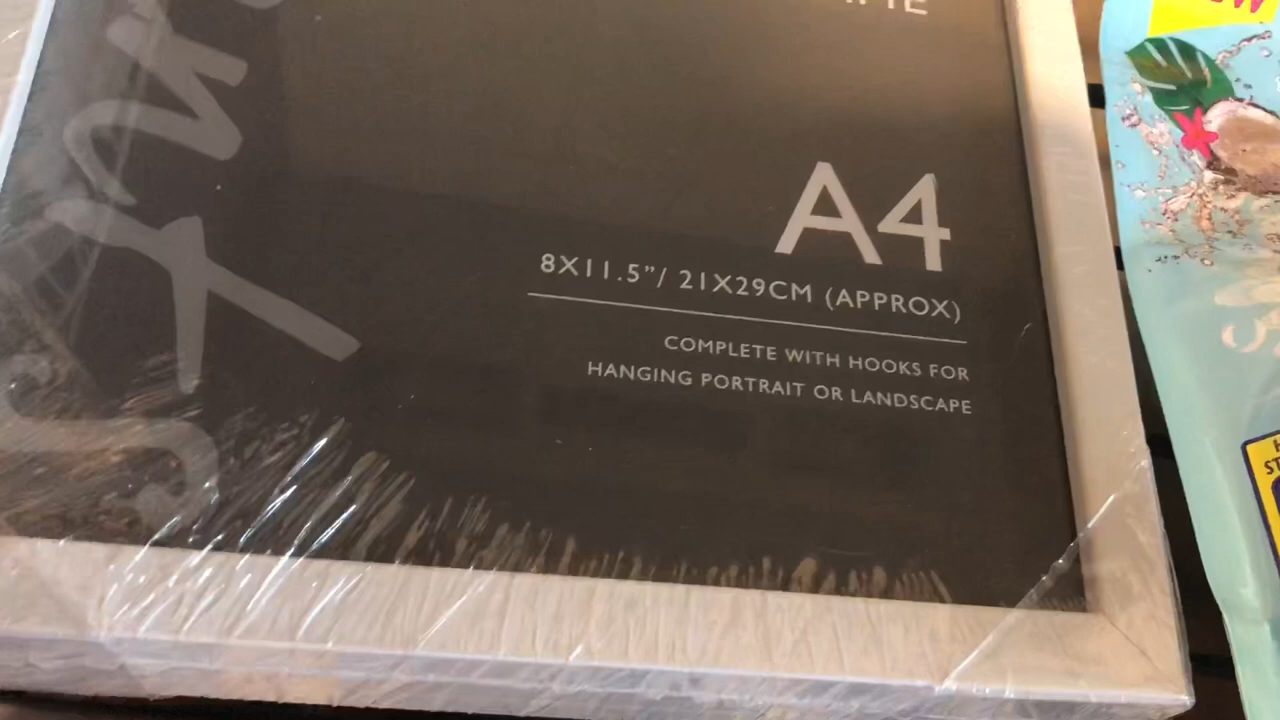 A4
8X11.5”/ 21X29CM (APPROX)
COMPLETE WITH HOOKS FOR
HANGING PORTRAIT OR LANDSCAPE